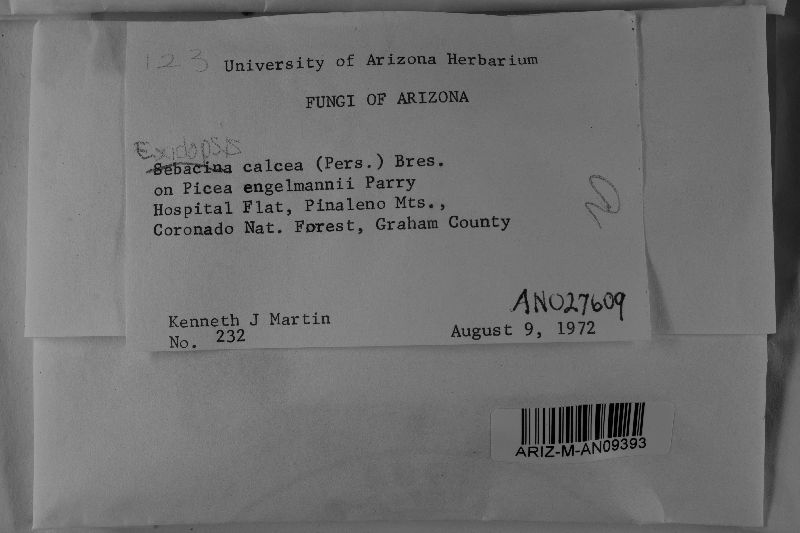 123
University of Arizona Herbarium
FUNGI OF ARIZONA
Exidopsis
Sebacina calcea (Pers.) Bres.
on Picea engelmannii Parry
Hospital Flat, Pinaleno Mts.,
Coronado Nat. Forest, Graham County
AN027609
Kenneth J Martin
No. 232
August 9, 1972
ARIZ-M-AN09393